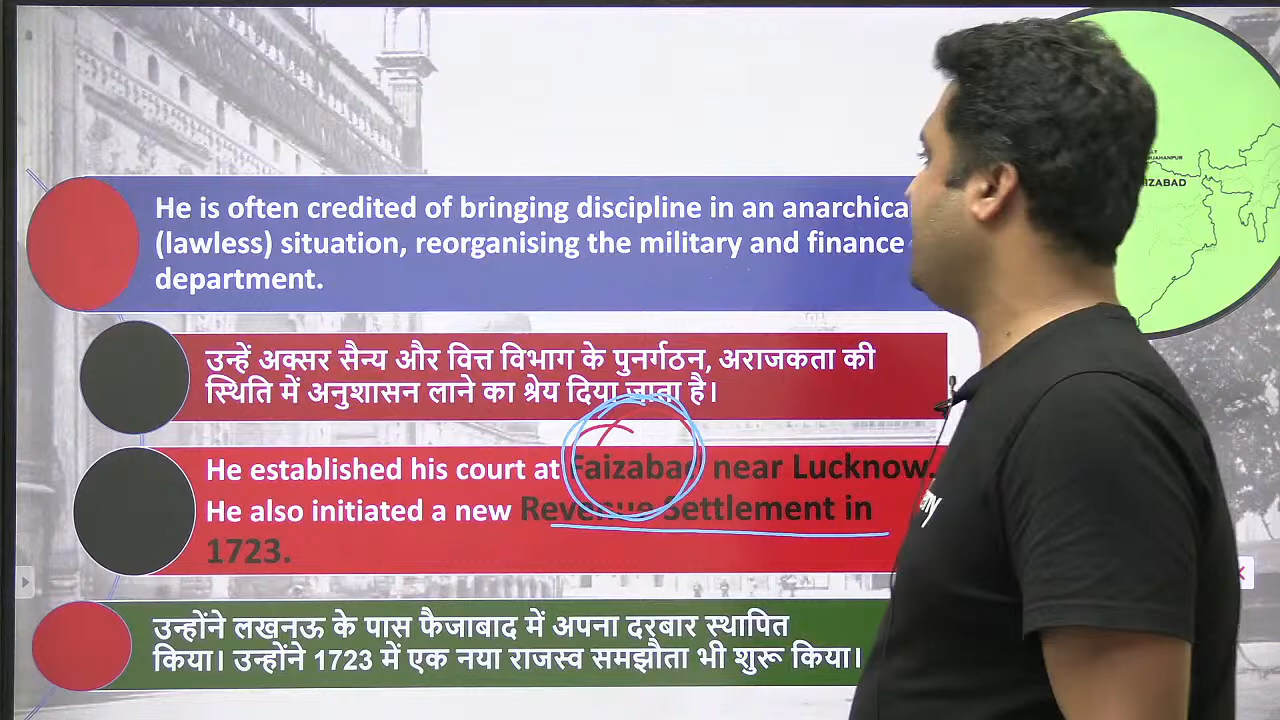 He is often credited of bringing discipline in an anarchica
(lawless) situation, reorganising the military and finance
department.
उन्हें अक्सर सैन्य और वित्त विभाग के पुनर्गठन, अराजकता की
स्थिति में अनुशासन लाने का श्रेय दिया जाता है।
He established his court at Faizabad near Lucknow.
He also initiated a new Revenue Settlement in
1723.
उन्होंने लखनऊ के पास फैजाबाद में अपना दरबार स्थापित
किया। उन्होंने 1723 में एक नया राजस्व समझौता भी शुरू किया।